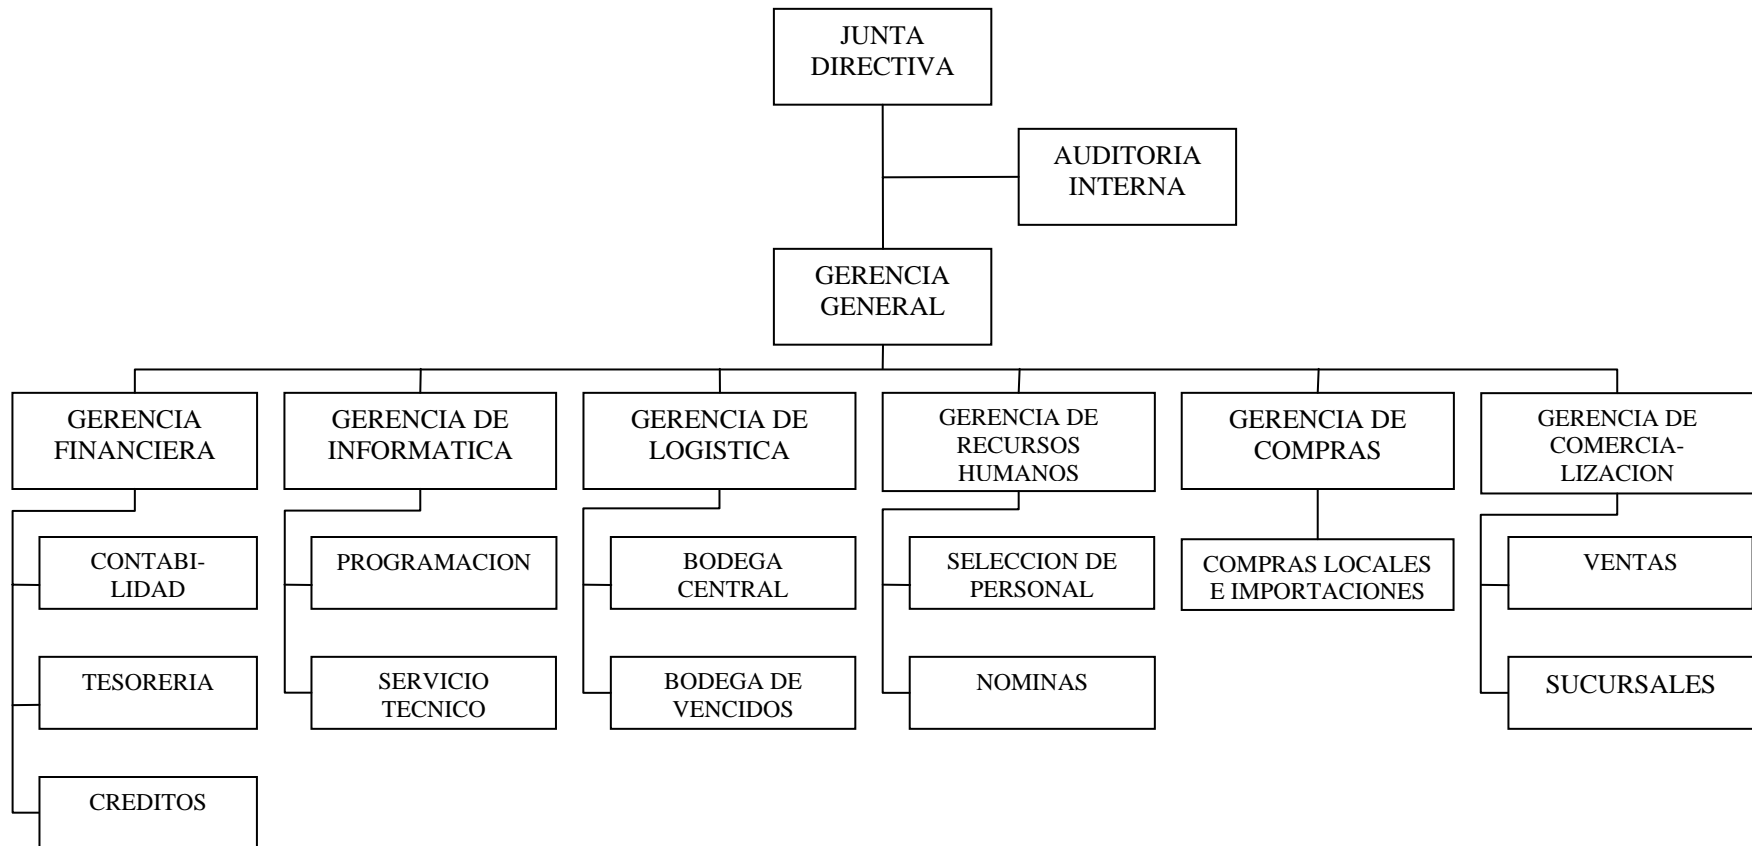 JUNTA
DIRECTIVA
AUDITORIA
INTERNA
GERENCIA
GENERAL
GERENCIA
FINANCIERA
GERENCIA DE
INFORMATICA
GERENCIA DE
LOGISTICA
GERENCIA DE
RECURSOS
HUMANOS
GERENCIA DE
COMPRAS
GERENCIA DE
COMERCIA-
LIZACION
CONTABI-
LIDAD
PROGRAMACION
BODEGA
CENTRAL
SELECCION DE
PERSONAL
COMPRAS LOCALES
E IMPORTACIONES
VENTAS
TESORERIA
SERVICIO
TECNICO
BODEGA DE
VENCIDOS
NOMINAS
SUCURSALES
CREDITOS